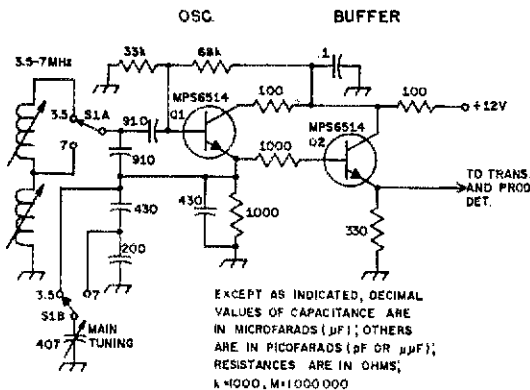 OSC. BUFFER
33k 68k .1
3.5-7MHz
100
100
3.5 S1A
910
MPS6514
Q1
+12V
7
910
1000
MPS6514
Q2
430
430
1000
TO TRANS.
AND PROD
DET.
200
330
3.5 7
S1B
MAIN
TUNING
407
EXCEPT AS INDICATED, DECIMAL
VALUES OF CAPACITANCE ARE
IN MICROFARADS (µF); OTHERS
ARE IN PICOFARADS (pF OR µµF);
RESISTANCES ARE IN OHMS;
k=1000, M=1000000